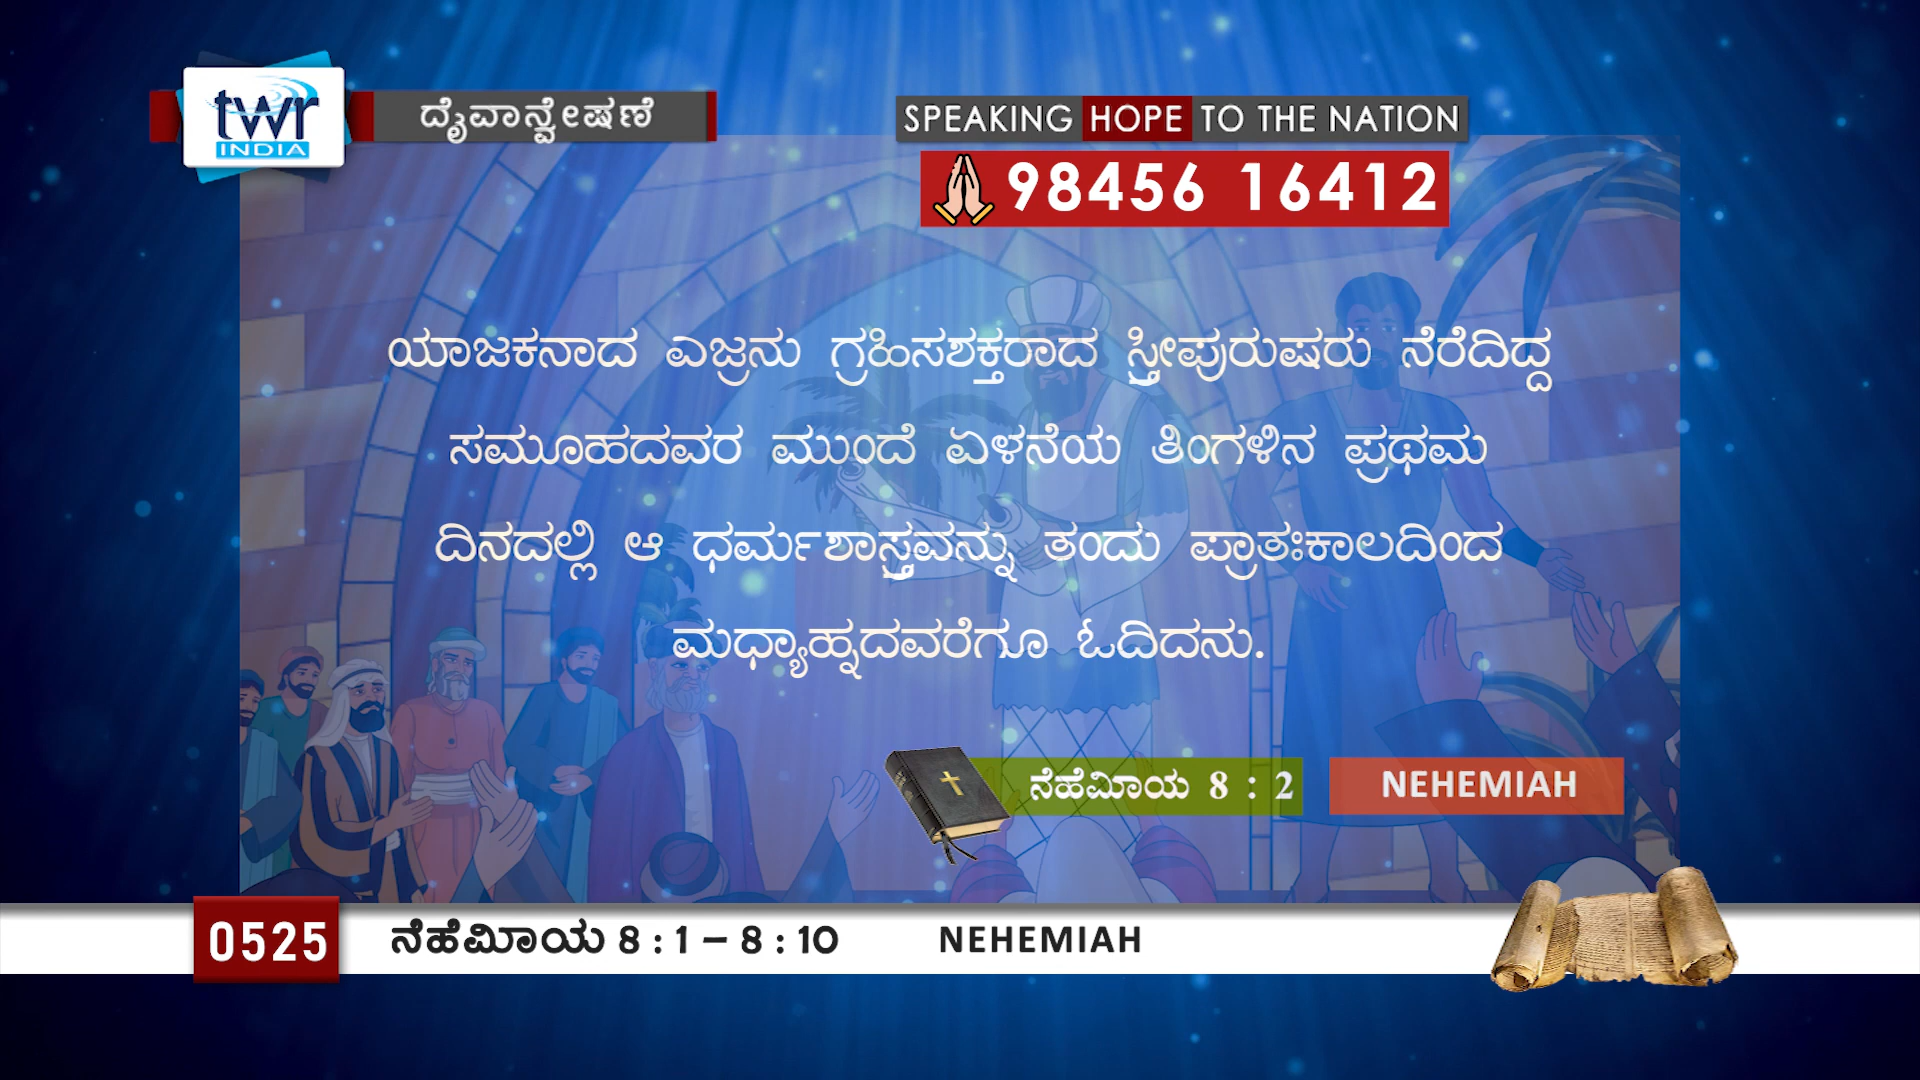 twr
INDIA
ದೈವಾನ್ವೇಷಣೆ
SPEAKING HOPE TO THE NATION
98456 16412
ಯಾಜಕನಾದ ಎಜ್ರನು ಗ್ರಹಿಸಶಕ್ತರಾದ ಸ್ತ್ರೀಪುರುಷರು ನೆರೆದಿದ್ದ
ಸಮೂಹದವರ ಮುಂದೆ ಏಳನೆಯ ತಿಂಗಳಿನ ಪ್ರಥಮ
ದಿನದಲ್ಲಿ ಆ ಧರ್ಮಶಾಸ್ತ್ರವನ್ನು ತಂದು ಪ್ರಾತಃಕಾಲದಿಂದ
ಮಧ್ಯಾಹ್ನದವರೆಗೂ ಓದಿದನು.
ನೆಹೆಮಿಾಯ 8 : 2 NEHEMIAH
0525 ನೆಹೆಮಿಾಯ 8 : 1 – 8 : 10 NEHEMIAH